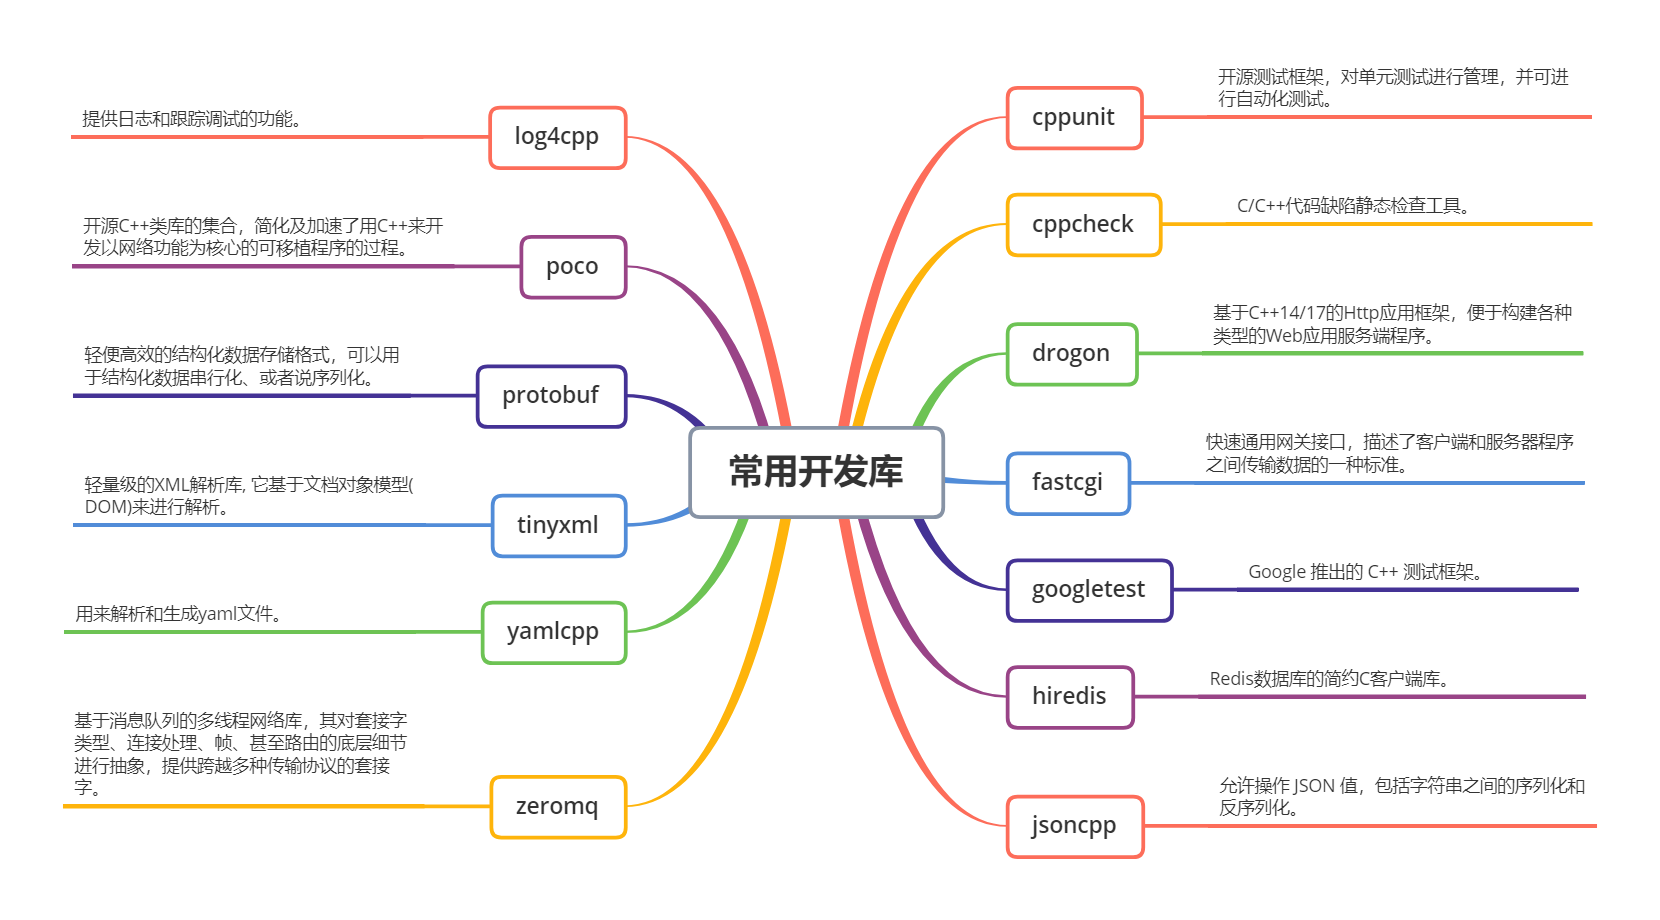 常用开发库
log4cpp
提供日志和跟踪调试的功能。
poco
开源C++类库的集合，简化及加速了用C++来开
发以网络功能为核心的可移植程序的过程。
protobuf
轻便高效的结构化数据存储格式，可以用
于结构化数据串行化、或者说序列化。
tinyxml
轻量级的XML解析库, 它基于文档对象模型(
DOM)来进行解析。
yamlcpp
用来解析和生成yaml文件。
zeromq
基于消息队列的多线程网络库，其对套接字
类型、连接处理、帧、甚至路由的底层细节
进行抽象，提供跨越多种传输协议的套接
字。
cppunit
开源测试框架，对单元测试进行管理，并可进
行自动化测试。
cppcheck
C/C++代码缺陷静态检查工具。
drogon
基于C++14/17的Http应用框架，便于构建各种
类型的Web应用服务端程序。
fastcgi
快速通用网关接口，描述了客户端和服务器程序
之间传输数据的一种标准。
googletest
Google 推出的 C++ 测试框架。
hiredis
Redis数据库的简约C客户端库。
jsoncpp
允许操作 JSON 值，包括字符串之间的序列化和
反序列化。